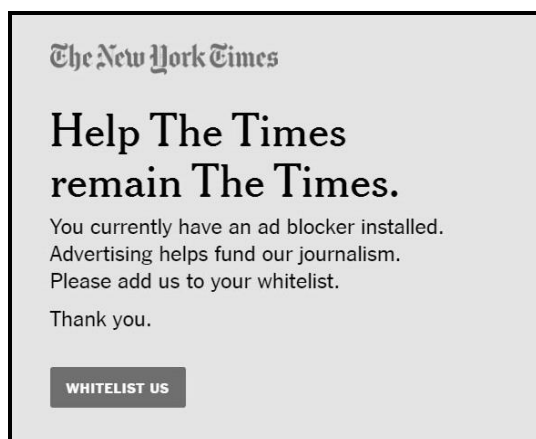 The New York Times
Help The Times
remain The Times.
You currently have an ad blocker installed.
Advertising helps fund our journalism.
Please add us to your whitelist.
Thank you.
WHITELIST US